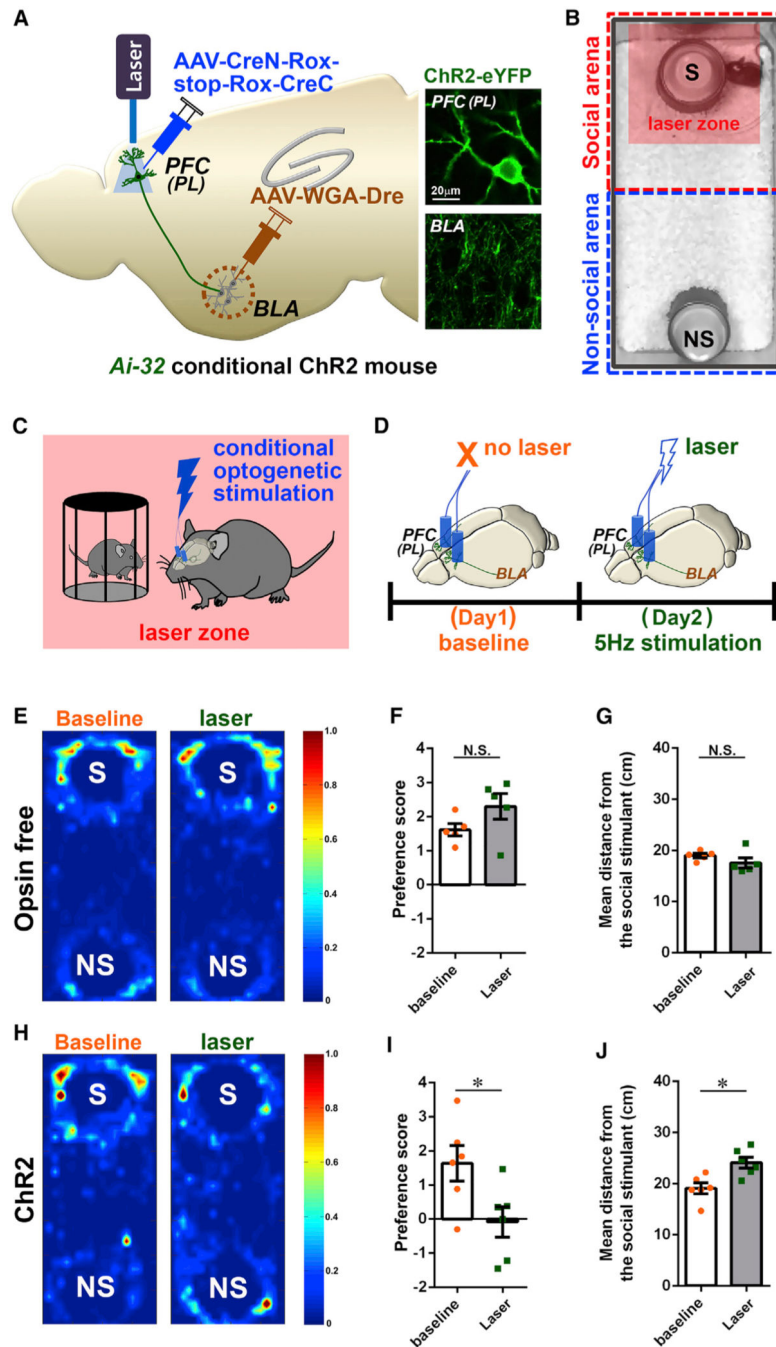 A
Laser
AAV-CreN-Rox-
stop-Rox-CreC
PFC
(PL)
AAV-WGA-Dre
BLA
ChR2-eYFP
PFC (PL)
20µm
BLA
Ai-32 conditional ChR2 mouse
B
Social arena
Non-social arena
S
laser zone
NS
C
conditional
optogenetic
stimulation
laser zone
D
X no laser
laser
PFC
(PL)
BLA
PFC
(PL)
BLA
(Day1)
baseline
(Day2)
5Hz stimulation
E
Baseline
laser
Opsin free
S
NS
S
NS
1.0
0.8
0.6
0.4
0.2
0
F
N.S.
Preference score
4
3
2
1
0
-1
-2
baseline
Laser
G
N.S.
Mean distance from
the social stimulant (cm)
40
30
20
10
0
baseline
Laser
H
Baseline
laser
ChR2
S
NS
S
NS
1.0
0.8
0.6
0.4
0.2
0
I
*
Preference score
4
3
2
1
0
1
2
baseline
Laser
J
*
Mean distance from
the social stimulant (cm)
40
30
20
10
0
baseline
Laser